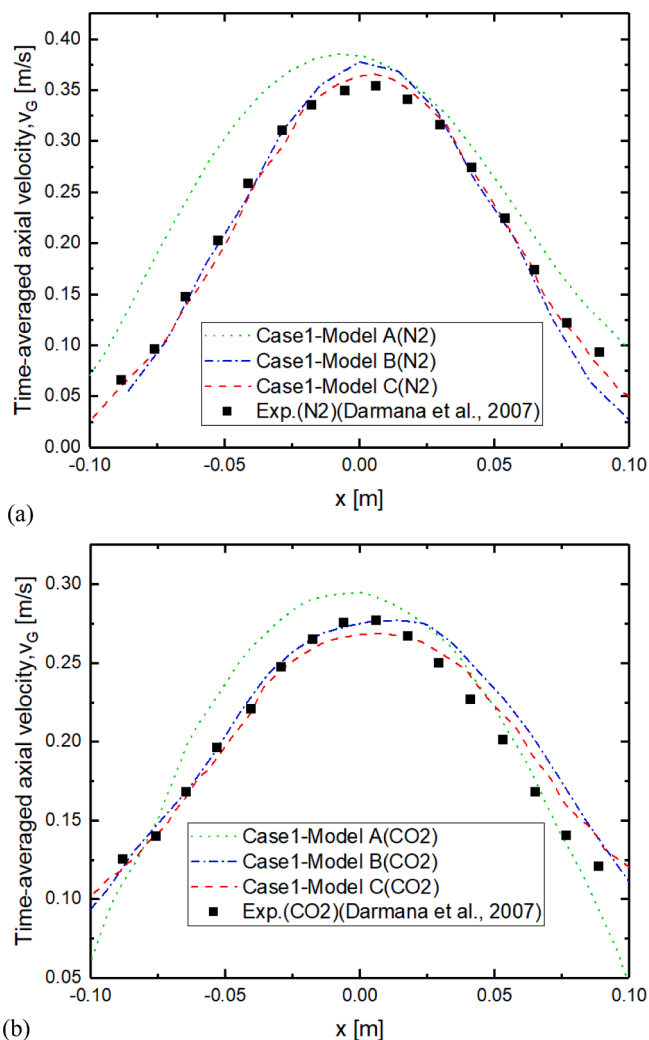 0.40
0.35
0.30
0.25
0.20
0.15
0.10
0.05
0.00
Time-averaged axial velocity,vG [m/s]
Case1-Model A(N2)
Case1-Model B(N2)
Case1-Model C(N2)
Exp.(N2)(Darmana et al., 2007)
-0.10 -0.05 0.00 0.05 0.10
x [m]
(a)
0.30
0.25
0.20
0.15
0.10
0.05
Time-averaged axial velocity,vG [m/s]
Case1-Model A(CO2)
Case1-Model B(CO2)
Case1-Model C(CO2)
Exp.(CO2)(Darmana et al., 2007)
-0.10 -0.05 0.00 0.05 0.10
x [m]
(b)